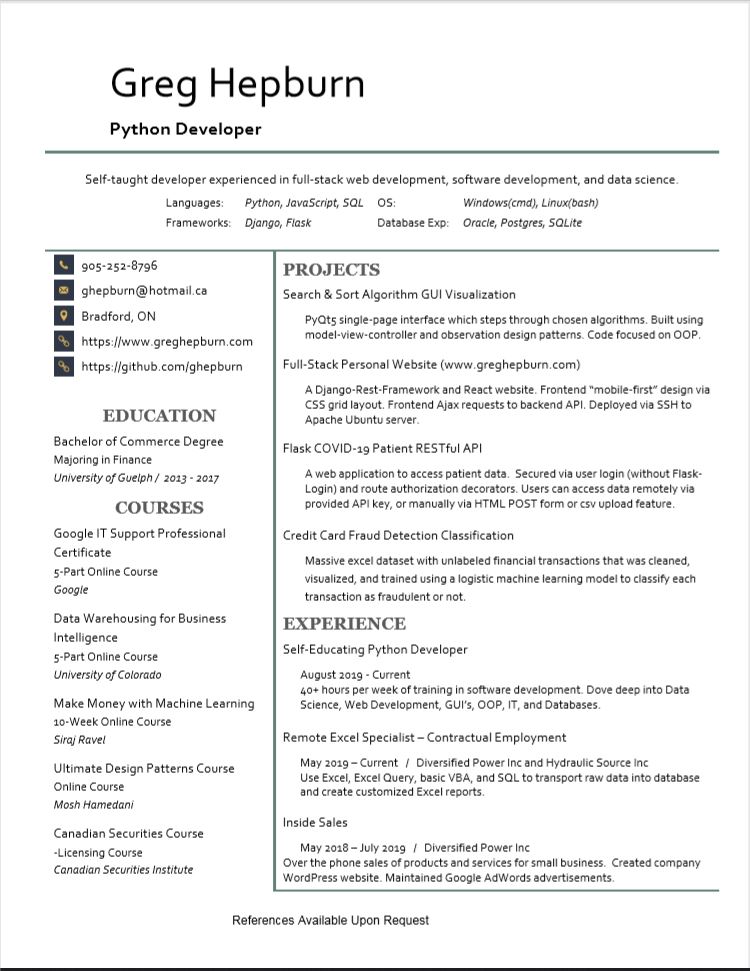 Greg Hepburn
Python Developer
Self-taught developer experienced in full-stack web development, software development, and data science.
Languages: Python, JavaScript, SQL OS: Windows(cmd), Linux(bash)
Frameworks: Django, Flask Database Exp: Oracle, Postgres, SQLite
905-252-8796
ghepburn@hotmail.ca
Bradford, ON
https://www.greghepburn.com
https://github.com/ghepburn
EDUCATION
Bachelor of Commerce Degree
Majoring in Finance
University of Guelph / 2013 - 2017
COURSES
Google IT Support Professional
Certificate
5-Part Online Course
Google
Data Warehousing for Business
Intelligence
5-Part Online Course
University of Colorado
Make Money with Machine Learning
10-Week Online Course
Siraj Ravel
Ultimate Design Patterns Course
Online Course
Mosh Hamedani
Canadian Securities Course
-Licensing Course
Canadian Securities Institute
PROJECTS
Search & Sort Algorithm GUI Visualization
PyQt5 single-page interface which steps through chosen algorithms. Built using
model-view-controller and observation design patterns. Code focused on OOP.
Full-Stack Personal Website (www.greghepburn.com)
A Django-Rest-Framework and React website. Frontend “mobile-first” design via
CSS grid layout. Frontend Ajax requests to backend API. Deployed via SSH to
Apache Ubuntu server.
Flask COVID-19 Patient RESTful API
A web application to access patient data. Secured via user login (without Flask-
Login) and route authorization decorators. Users can access data remotely via
provided API key, or manually via HTML POST form or csv upload feature.
Credit Card Fraud Detection Classification
Massive excel dataset with unlabeled financial transactions that was cleaned,
visualized, and trained using a logistic machine learning model to classify each
transaction as fraudulent or not.
EXPERIENCE
Self-Educating Python Developer
August 2019 - Current
40+ hours per week of training in software development. Dove deep into Data
Science, Web Development, GUI's, OOP, IT, and Databases.
Remote Excel Specialist – Contractual Employment
May 2019 – Current / Diversified Power Inc and Hydraulic Source Inc
Use Excel, Excel Query, basic VBA, and SQL to transport raw data into database
and create customized Excel reports.
Inside Sales
May 2018 – July 2019 / Diversified Power Inc
Over the phone sales of products and services for small business. Created company
WordPress website. Maintained Google AdWords advertisements.
References Available Upon Request